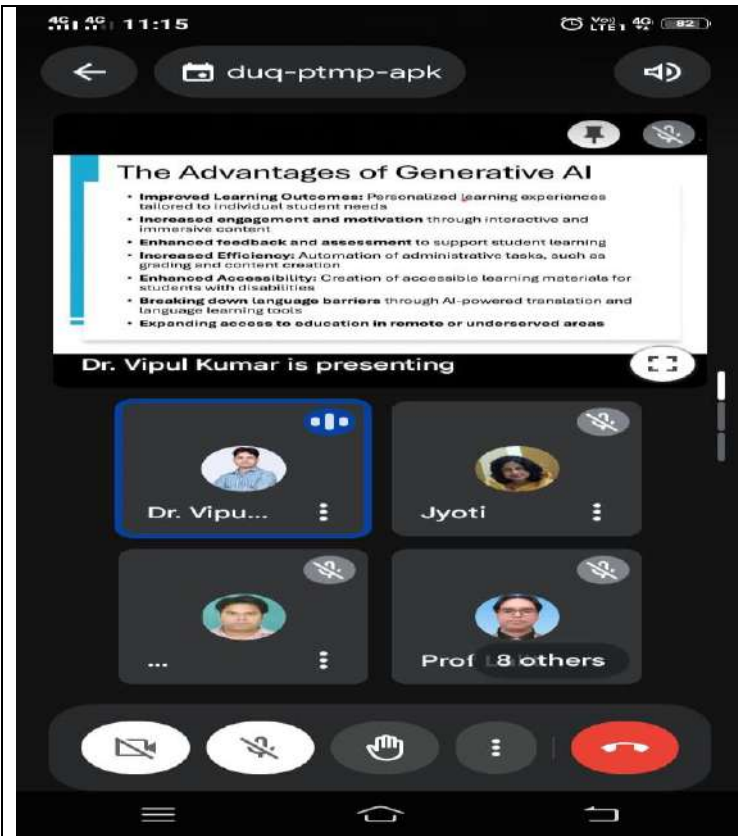 4G 4G 11:15
Vo)) LTE1 4G 82
duq-ptmp-apk
The Advantages of Generative AI
• Improved Learning Outcomes: Personalized learning experiences
tailored to individual student needs
• Increased engagement and motivation through interactive and
immersive content
• Enhanced feedback and assessment to support student learning
• Increased Efficiency: Automation of administrative tasks, such as
grading and content creation
• Enhanced Accessibility: Creation of accessible learning materials for
students with disabilities
• Breaking down language barriers through AI-powered translation and
language learning tools
• Expanding access to education in remote or underserved areas
Dr. Vipul Kumar is presenting
Dr. Vipu...
Jyoti
...
Prof
8 others